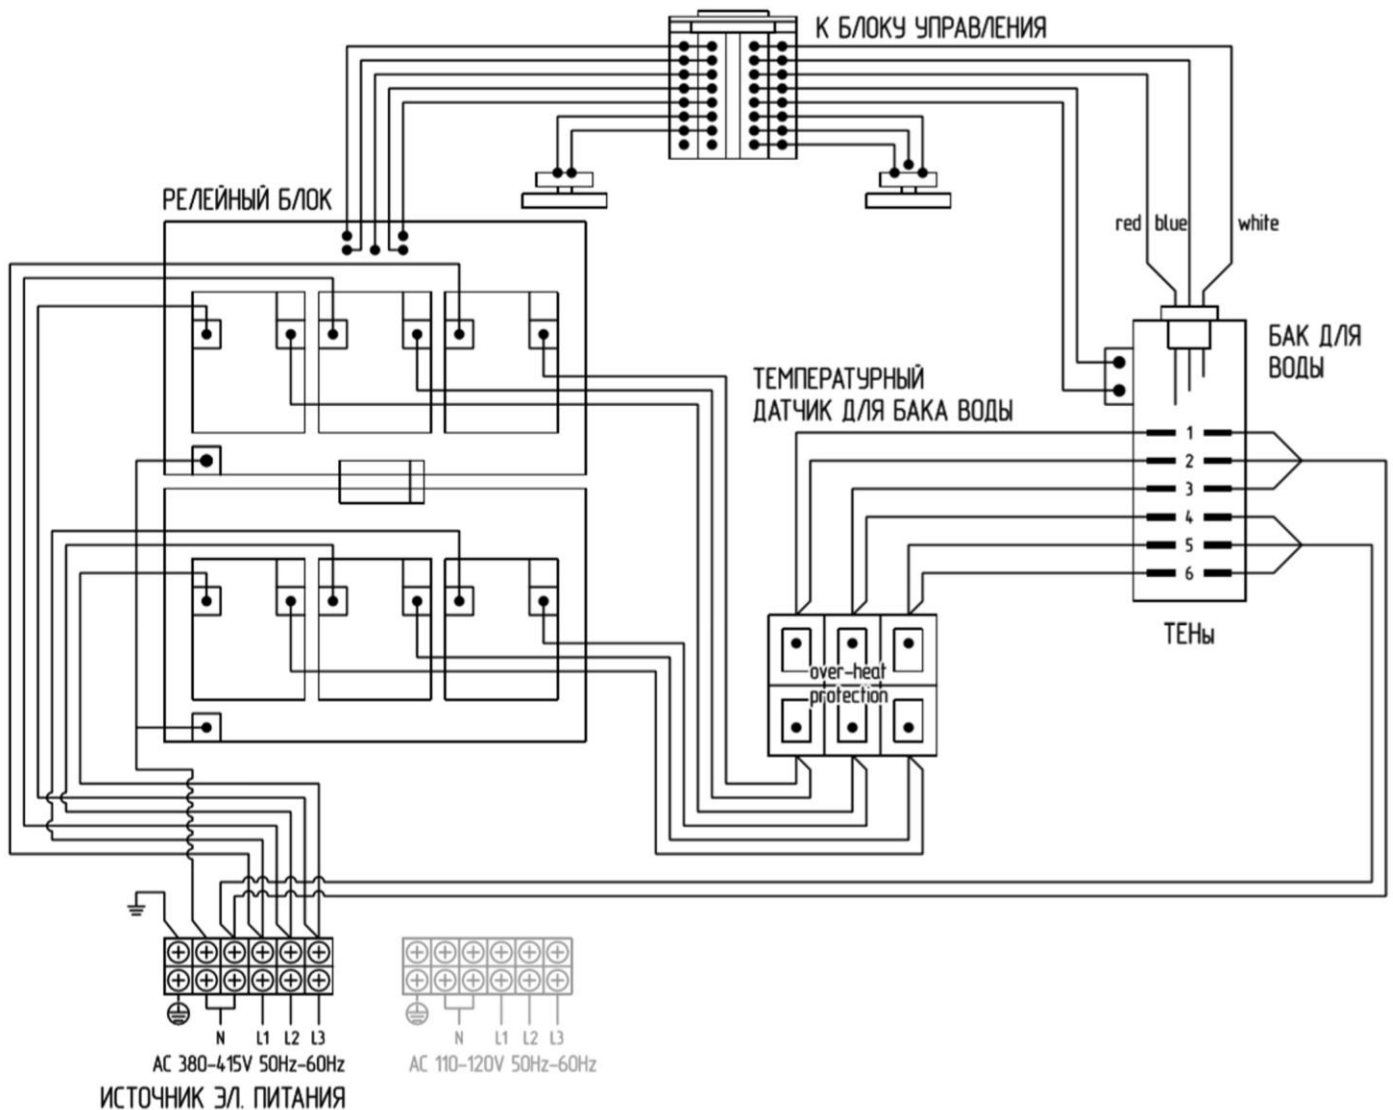 К БЛОКУ УПРАВЛЕНИЯ
РЕЛЕЙНЫЙ БЛОК
red blue white
БАК ДЛЯ
ВОДЫ
ТЕМПЕРАТУРНЫЙ
ДАТЧИК ДЛЯ БАКА ВОДЫ
1
2
3
4
5
6
ТЕНы
over-heat
protection
N L1 L2 L3
AC 380-415V 50Hz-60Hz
ИСТОЧНИК ЭЛ. ПИТАНИЯ
N L1 L2 L3
AC 110-120V 50Hz-60Hz